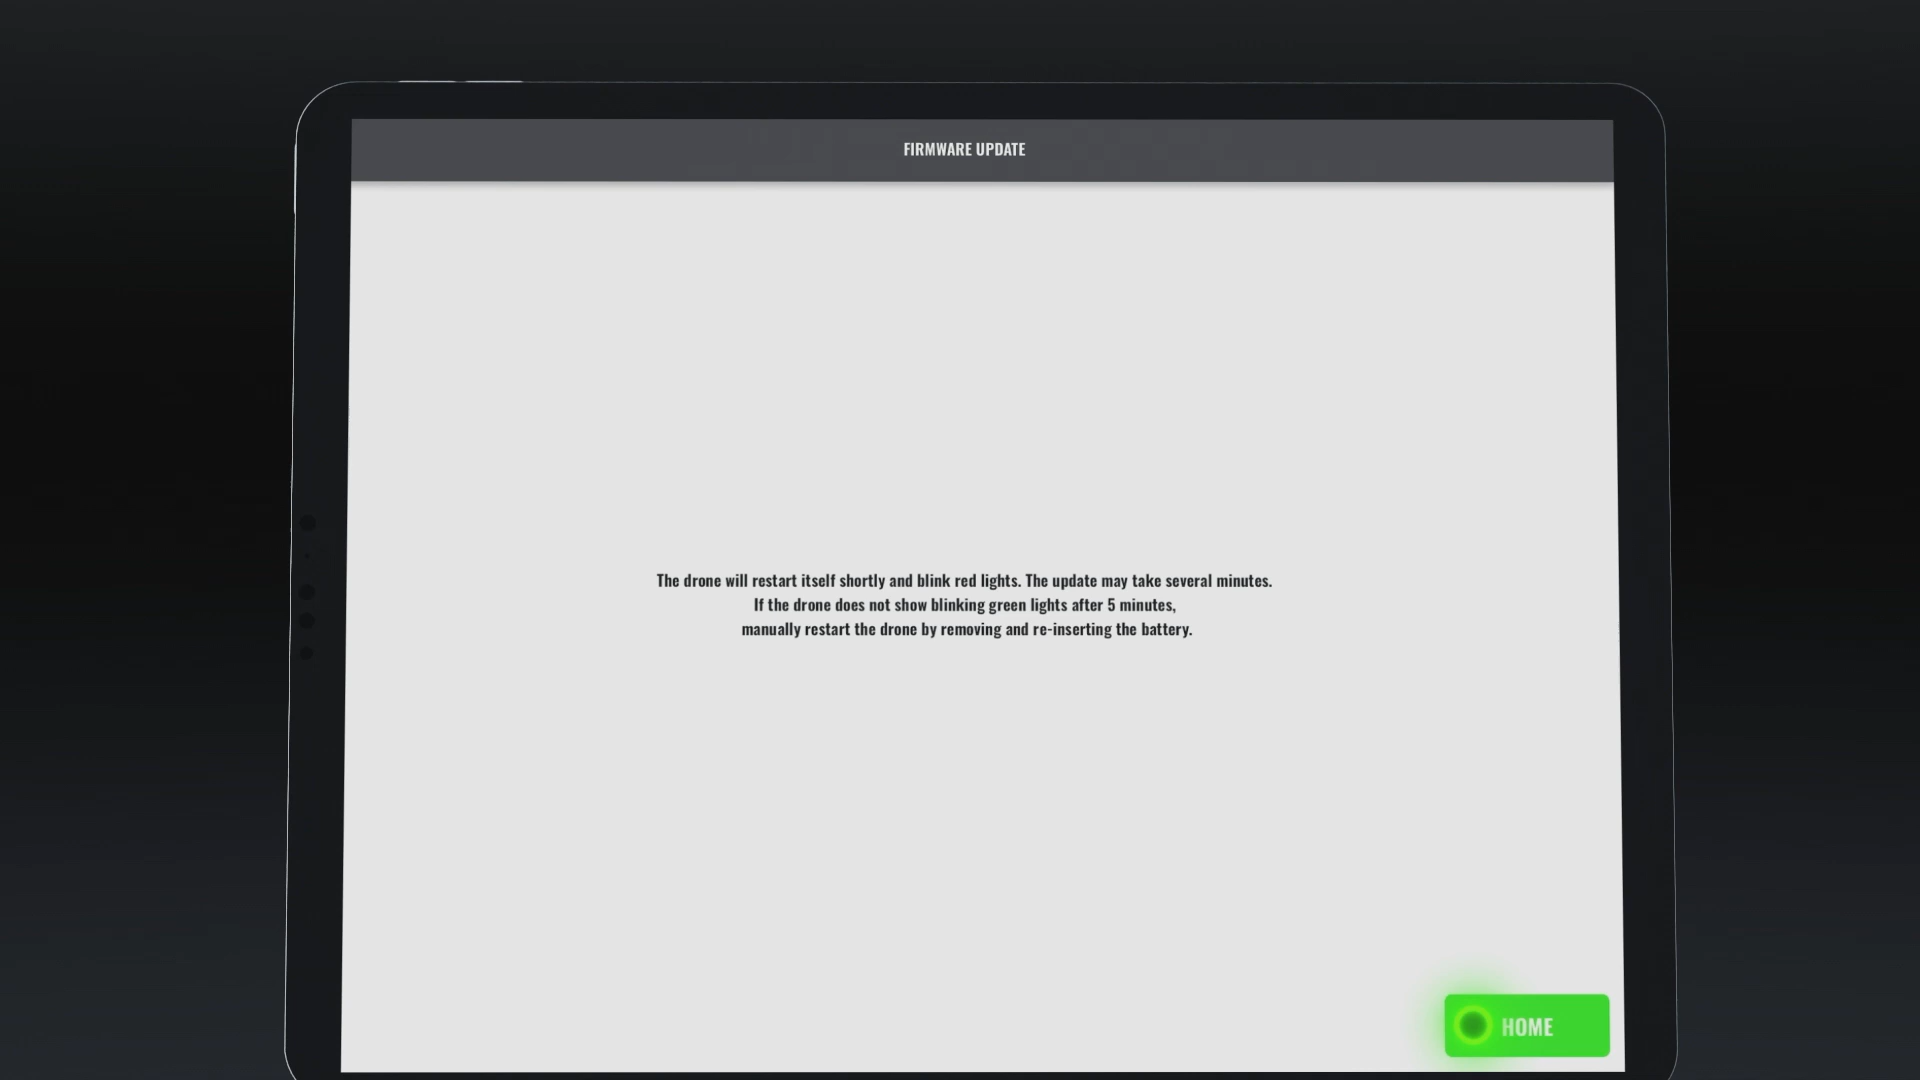 FIRMWARE UPDATE
The drone will restart itself shortly and blink red lights. The update may take several minutes.
If the drone does not show blinking green lights after 5 minutes,
manually restart the drone by removing and re-inserting the battery.
HOME